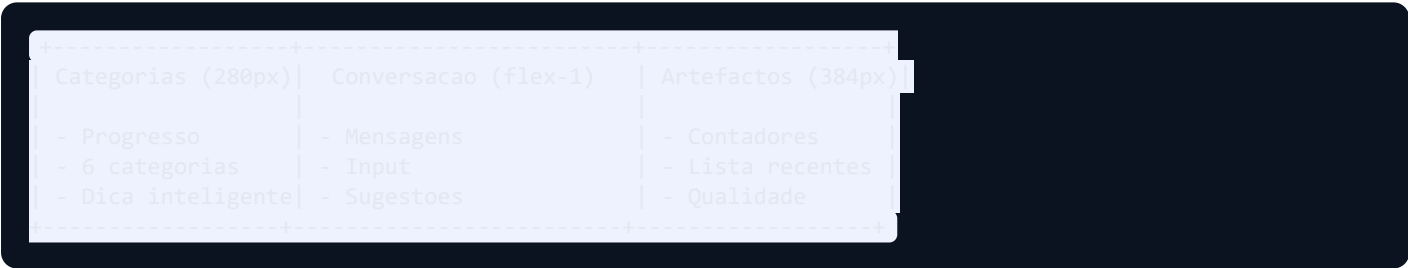 +------------------+-------------------------+------------------+
| Categorias (280px)|  Conversacao (flex-1)   | Artefactos (384px)|
|                   |                         |                  |
| - Progresso       | - Mensagens             | - Contadores     |
| - 6 categorias    | - Input                 | - Lista recentes |
| - Dica inteligente| - Sugestoes             | - Qualidade      |
+------------------+-------------------------+------------------+